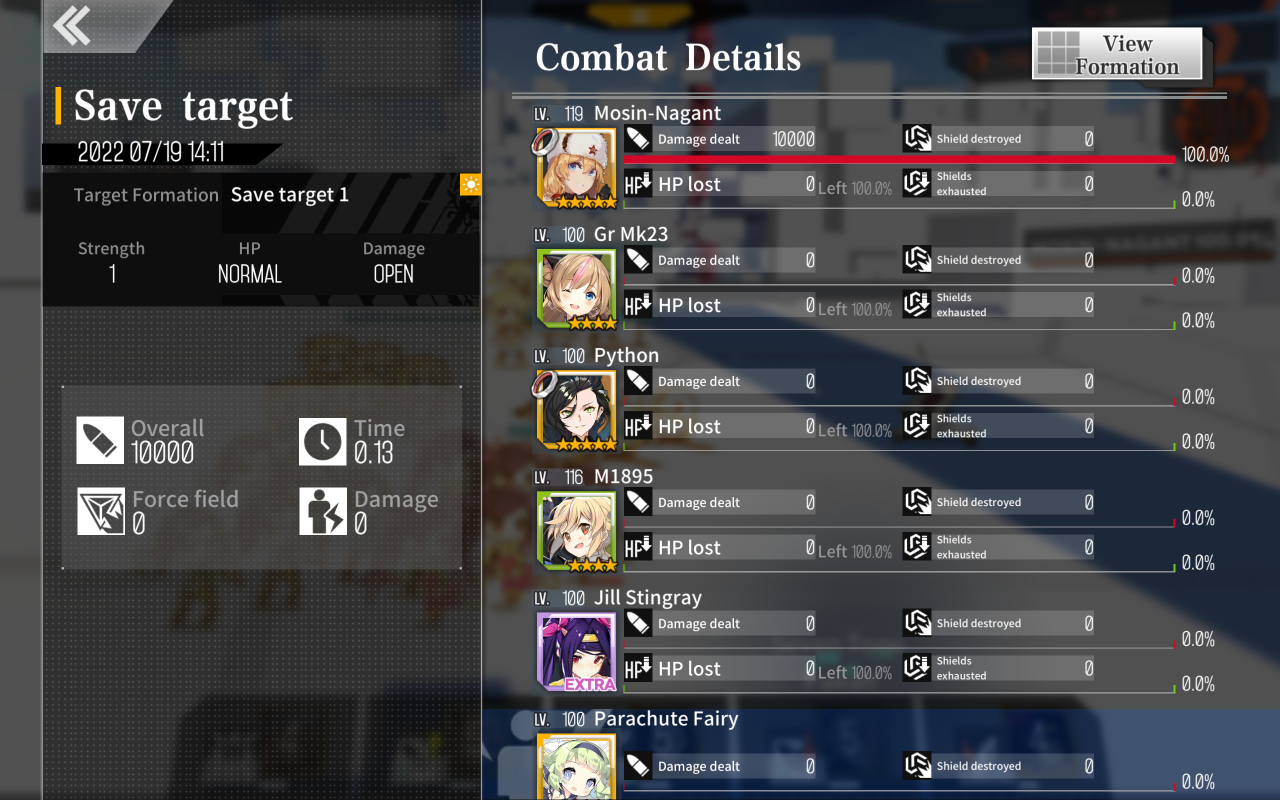 Save target
2022 07/19 14:11
Target Formation Save target 1
Strength HP Damage
1 NORMAL OPEN
Overall Time
10000 0.13
Force field Damage
0 0
Combat Details
View
Formation
LV. 119 Mosin-Nagant
Damage dealt 10000 Shield destroyed 0
100.0%
HP HP lost 0 Left 100.0% Shields
exhausted 0
0.0%
LV. 100 Gr Mk23
Damage dealt 0 Shield destroyed 0
0.0%
HP HP lost 0 Left 100.0% Shields
exhausted 0
0.0%
LV. 100 Python
Damage dealt 0 Shield destroyed 0
0.0%
HP HP lost 0 Left 100.0% Shields
exhausted 0
0.0%
LV. 116 M1895
Damage dealt 0 Shield destroyed 0
0.0%
HP HP lost 0 Left 100.0% Shields
exhausted 0
0.0%
LV. 100 Jill Stingray
Damage dealt 0 Shield destroyed 0
0.0%
EXTRA
HP HP lost 0 Left 100.0% Shields
exhausted 0
0.0%
LV. 100 Parachute Fairy
Damage dealt 0 Shield destroyed 0
0.0%